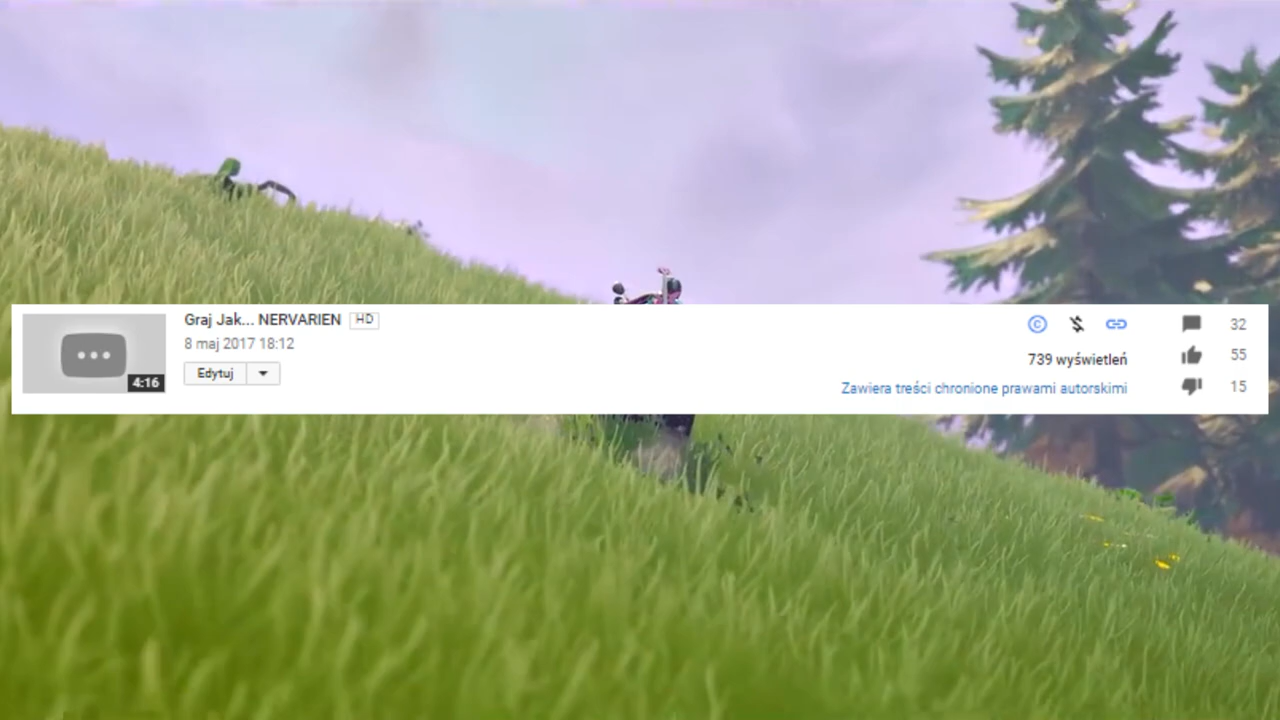 Graj Jak... NERVARIEN HD
8 maj 2017 18:12
4:16
Edytuj
©
739 wyświetleń
Zawiera treści chronione prawami autorskimi
32
55
15